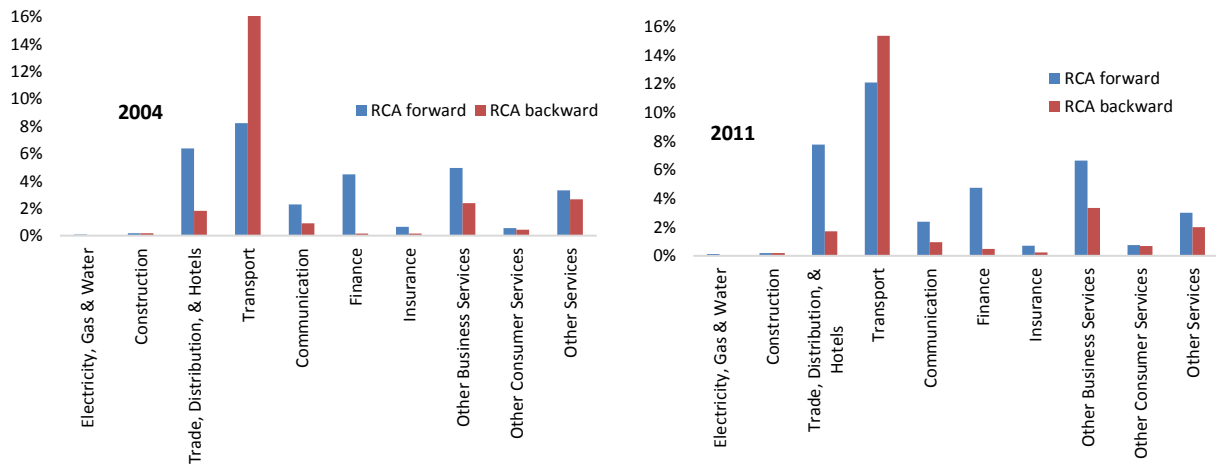 16%
14%
12%
10%
8%
6%
4%
2%
0%
2004
RCA forward RCA backward
Electricity, Gas & Water
Construction
Trade, Distribution, & Hotels
Transport
Communication
Finance
Insurance
Other Business Services
Other Consumer Services
Other Services
16%
14%
12%
10%
8%
6%
4%
2%
0%
RCA forward
RCA backward
2011
Electricity, Gas & Water
Construction
Trade, Distribution, &
Hotels
Transport
Communication
Finance
Insurance
Other Business Services
Other Consumer Services
Other Services